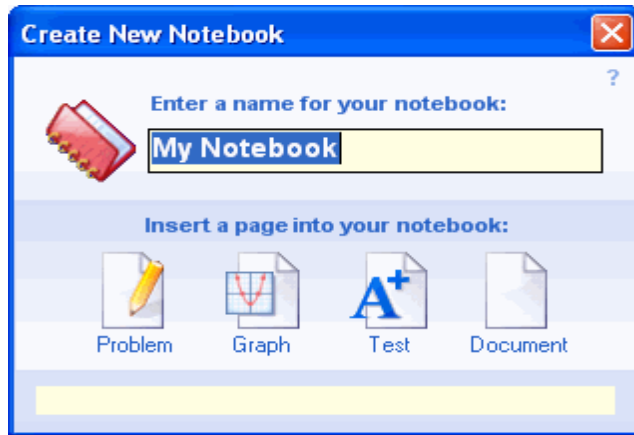 Create New Notebook
?
Enter a name for your notebook:
My Notebook
Insert a page into your notebook:
A+
Problem Graph Test Document